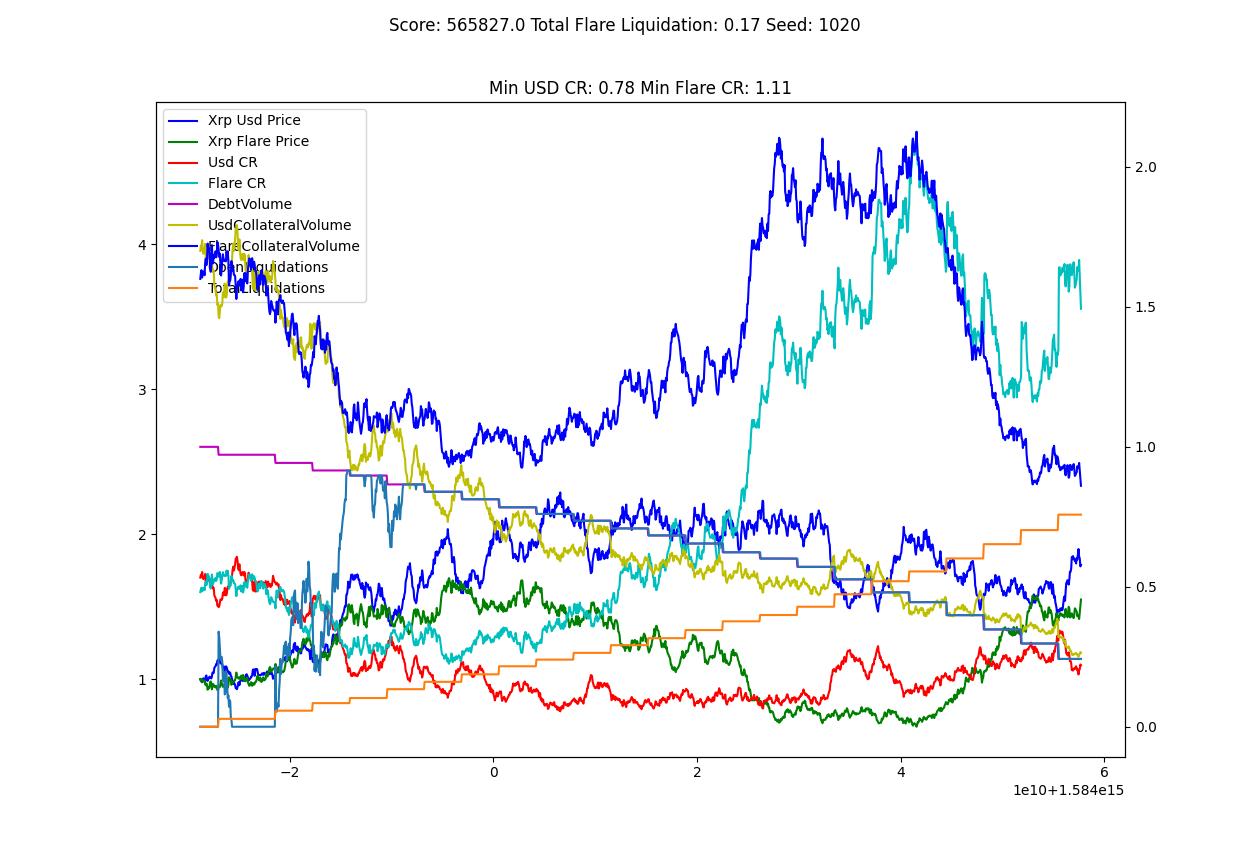 Score: 565827.0 Total Flare Liquidation: 0.17 Seed: 1020
Min USD CR: 0.78 Min Flare CR: 1.11
Xrp Usd Price
Xrp Flare Price
Usd CR
Flare CR
DebtVolume
UsdCollateralVolume
FlareCollateralVolume
OpenLiquidations
TotalLiquidations
4
3
2
1
2.0
1.5
1.0
0.5
0.0
−2
0
2
4
6
1e10+1.584e15